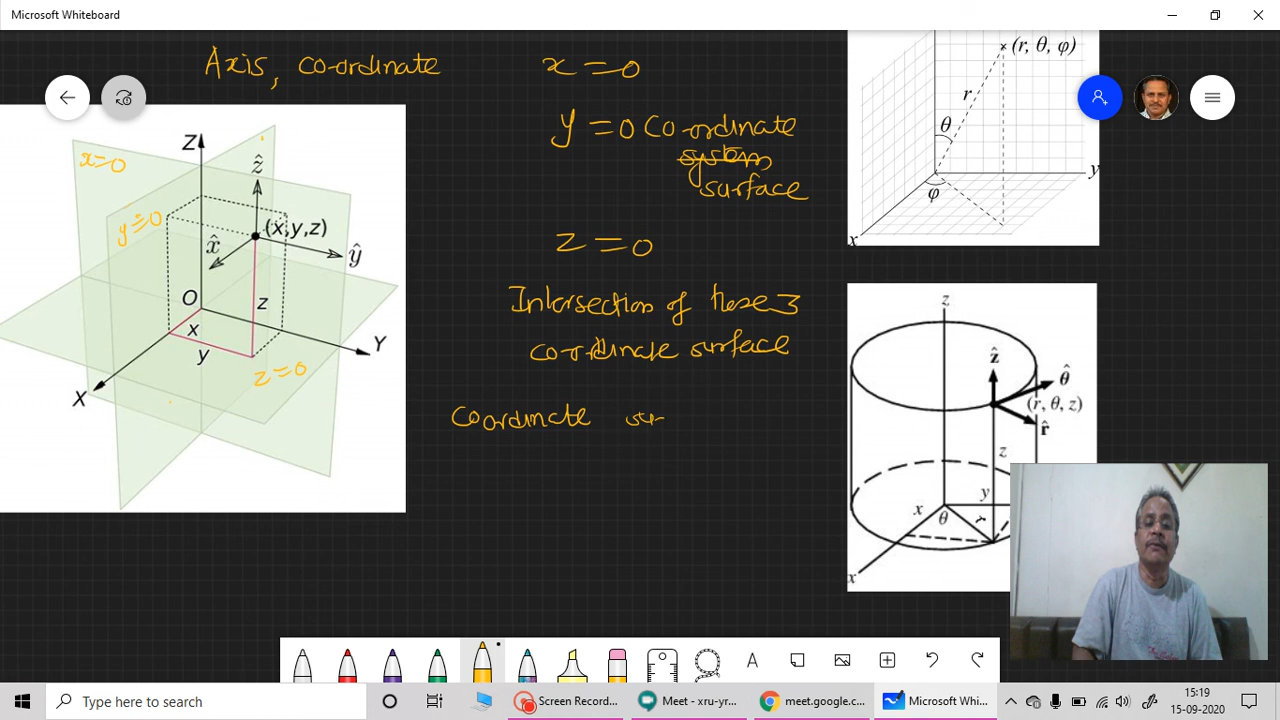 Microsoft Whiteboard
Axis, co-ordinate
x=0
y=0 Co-ordinate
system
surface
z=0
Intersection of these 3
coordinate surface
Coordinate sur
x=0
y=0
z=0
Z
ẑ
(x,y,z)
x̂
ŷ
O
z
x
y
Y
X
(r, θ, φ)
r
θ
y
φ
x
z
ẑ
θ̂
(r, θ, z)
r̂
z
y
x
θ
r
x
A
Type here to search
Screen Record...
Meet - xru-yr...
meet.google.c...
Microsoft Whi...
15:19
15-09-2020